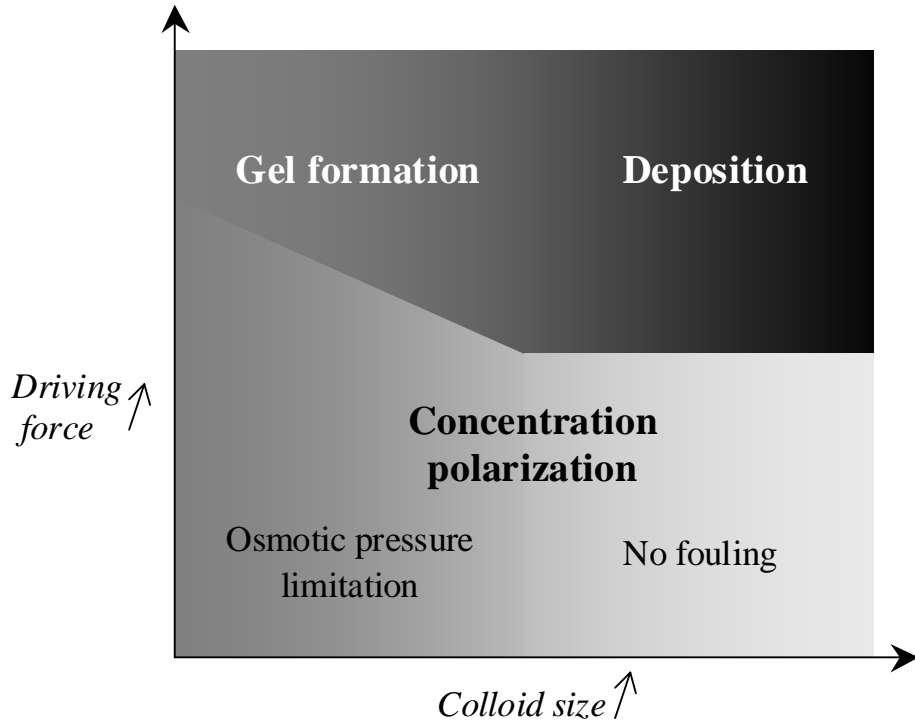 Gel formation
Deposition
Driving
force
Concentration
polarization
Osmotic pressure
limitation
No fouling
Colloid size